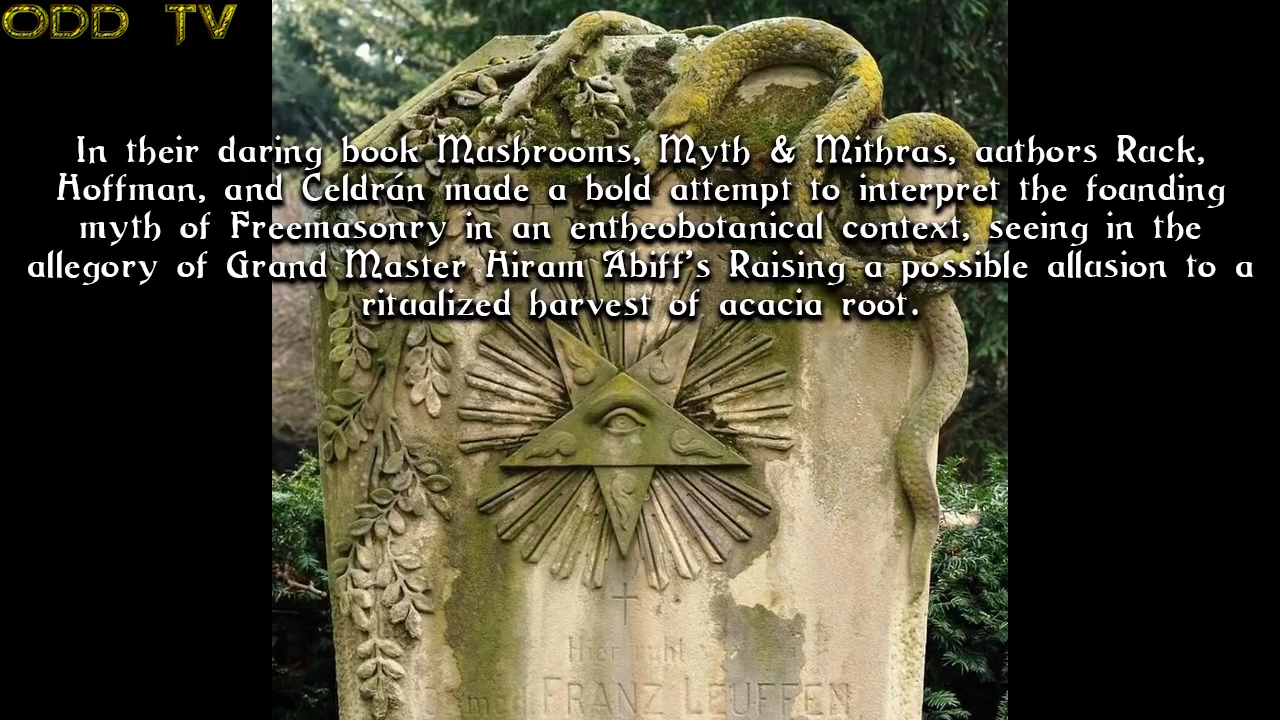 ODD TV
In their daring book Mushrooms, Myth & Mithras, authors Ruck,
Hoffman, and Celdrán made a bold attempt to interpret the founding
myth of Freemasonry in an entheobotanical context, seeing in the
allegory of Grand Master Hiram Abiff's Raising a possible allusion to a
ritualized harvest of acacia root.
Hier ruht
FRANZ LEUFFEN